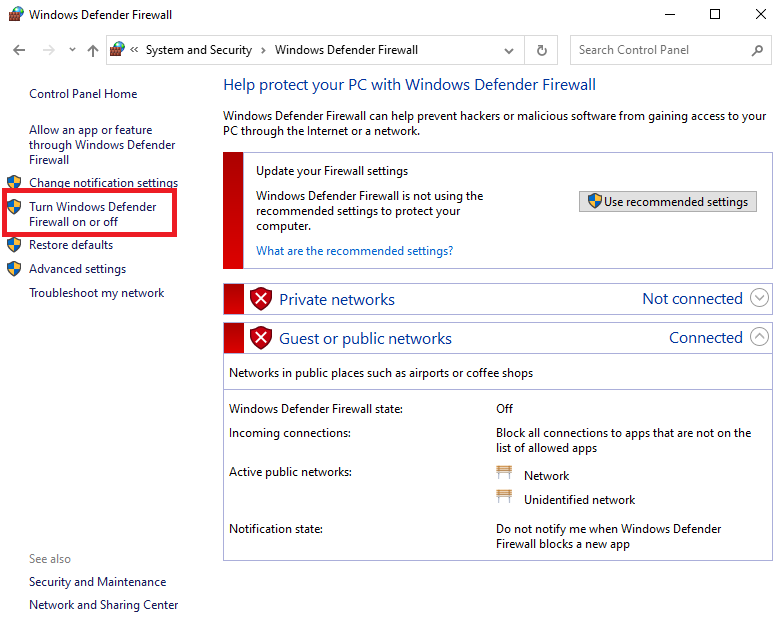 Windows Defender Firewall
« System and Security › Windows Defender Firewall
Search Control Panel
Control Panel Home
Allow an app or feature
through Windows Defender
Firewall
Change notification settings
Turn Windows Defender
Firewall on or off
Restore defaults
Advanced settings
Troubleshoot my network
Help protect your PC with Windows Defender Firewall
Windows Defender Firewall can help prevent hackers or malicious software from gaining access to your
PC through the Internet or a network.
Update your Firewall settings
Windows Defender Firewall is not using the
recommended settings to protect your
computer.
Use recommended settings
What are the recommended settings?
Private networks Not connected
Guest or public networks Connected
Networks in public places such as airports or coffee shops
Windows Defender Firewall state: Off
Incoming connections: Block all connections to apps that are not on the
list of allowed apps
Active public networks: Network
Unidentified network
Notification state: Do not notify me when Windows Defender
Firewall blocks a new app
See also
Security and Maintenance
Network and Sharing Center